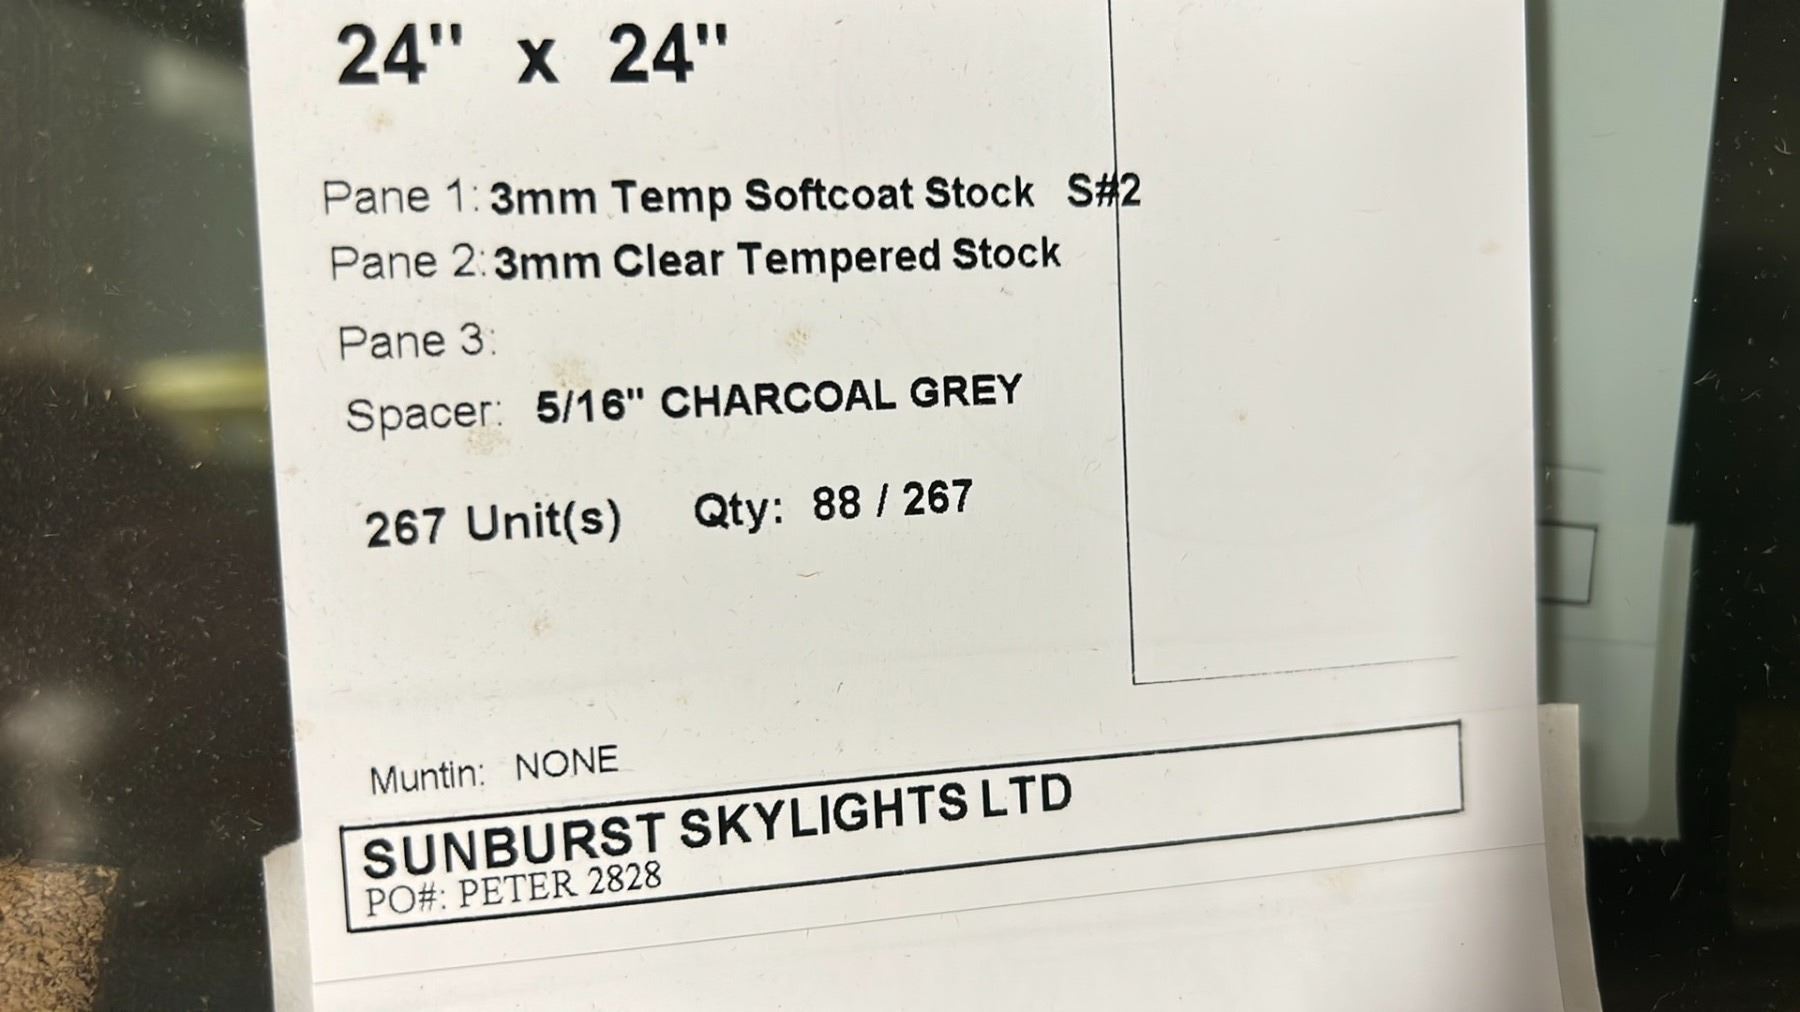 24" x 24"
Pane 1: 3mm Temp Softcoat Stock S#2
Pane 2: 3mm Clear Tempered Stock
Pane 3:
Spacer: 5/16" CHARCOAL GREY
267 Unit(s) Qty: 88 / 267
Muntin: NONE
SUNBURST SKYLIGHTS LTD
PO#: PETER 2828